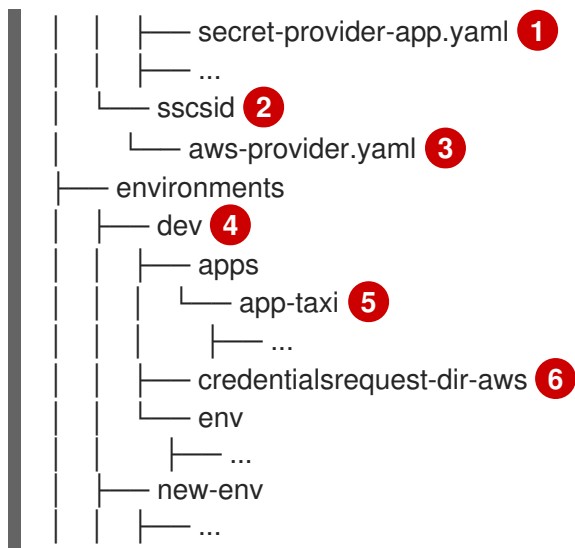 │   │   ├── secret-provider-app.yaml 1
│   │   ├── ...
│   └── sscsid 2
│       └── aws-provider.yaml 3
├── environments
│   ├── dev 4
│   │   ├── apps
│   │   │   └── app-taxi 5
│   │   │       ├── ...
│   │   ├── credentialsrequest-dir-aws 6
│   │   └── env
│   │       ├── ...
│   ├── new-env
│   │   ├── ...